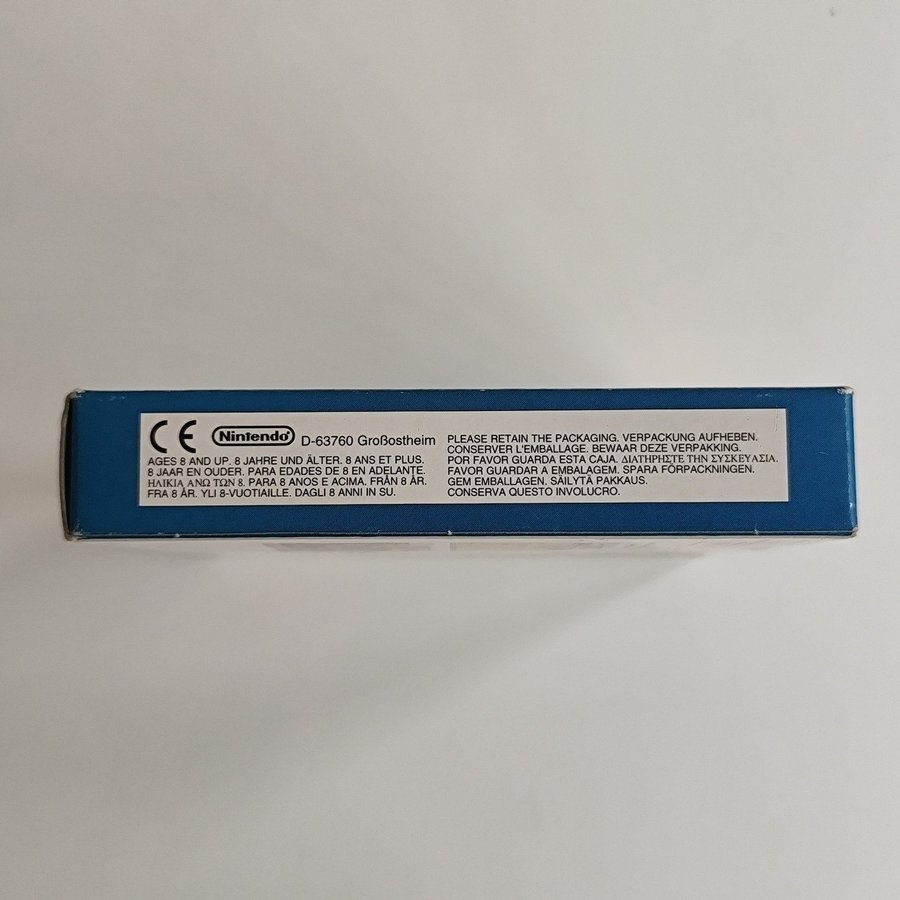 CE Nintendo® D-63760 Großostheim
AGES 8 AND UP. 8 JAHRE UND ÄLTER. 8 ANS ET PLUS.
8 JAAR EN OUDER. PARA EDADES DE 8 EN ADELANTE.
ΗΛΙΚΙΑ ΑΝΩ ΤΩΝ 8. PARA 8 ANOS E ACIMA. FRÅN 8 ÅR.
FRA 8 ÅR. YLI 8-VUOTIAILLE. DAGLI 8 ANNI IN SU.
PLEASE RETAIN THE PACKAGING. VERPACKUNG AUFHEBEN.
CONSERVER L'EMBALLAGE. BEWAAR DEZE VERPAKKING.
POR FAVOR GUARDA ESTA CAJA. ΔΙΑΤΗΡΗΣΤΕ ΤΗΝ ΣΥΣΚΕΥΑΣΙΑ.
FAVOR GUARDAR A EMBALAGEM. SPARA FÖRPACKNINGEN.
GEM EMBALLAGEN. SÄILYTÄ PAKKAUS.
CONSERVA QUESTO INVOLUCRO.